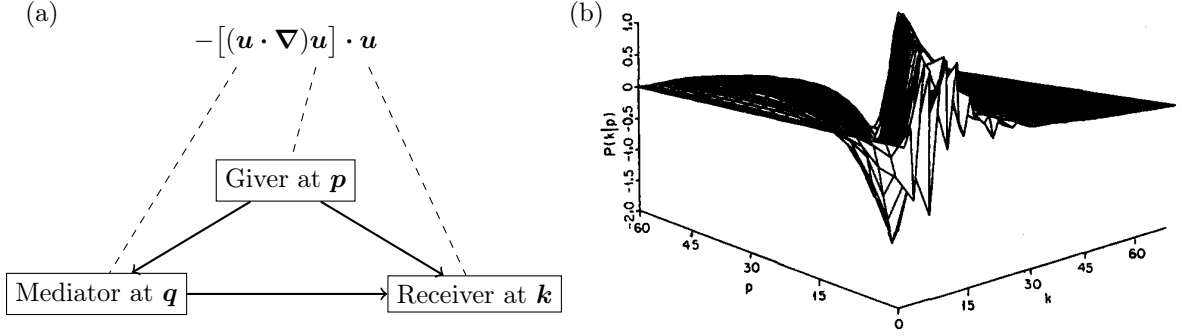 (a)
−[(u · ∇)u] · u
Giver at p
Mediator at q
Receiver at k
(b)
P(k|p)
1.0
0.5
0
-0.5
-1.0
-1.5
-2.0
60
45
30
15
0
p
15
30
45
60
k